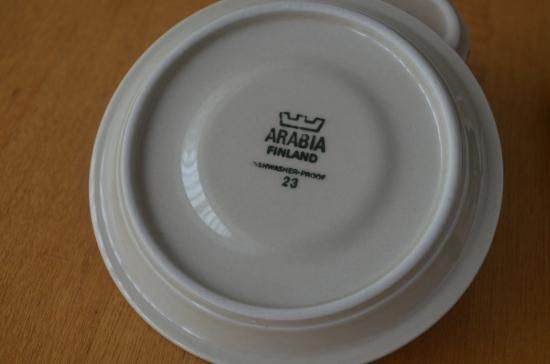 ARABIA
FINLAND
DISHWASHER-PROOF
23